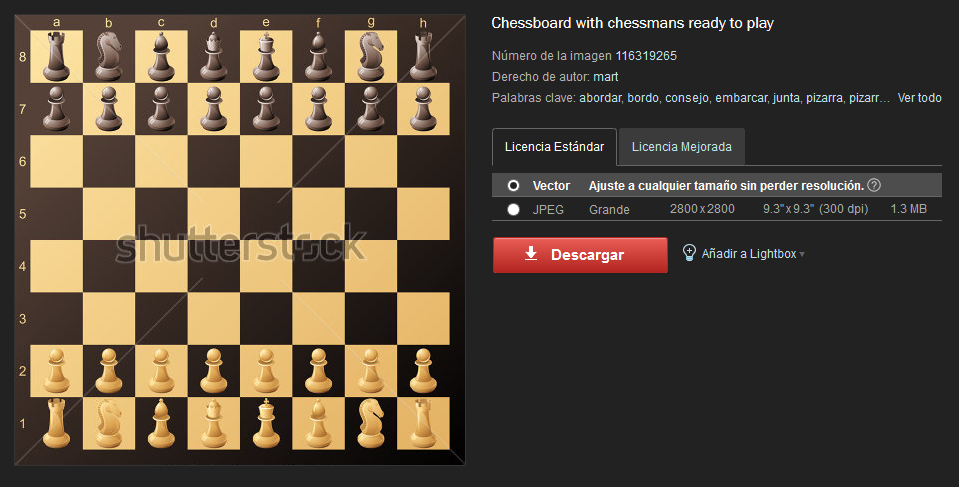 a b c d e f g h
8
7
6
5
4
3
2
1
shutterstock
Chessboard with chessmans ready to play
Número de la imagen 116319265
Derecho de autor: mart
Palabras clave: abordar, bordo, consejo, embarcar, junta, pizarra, pizarr... Ver todo
Licencia Estándar Licencia Mejorada
Vector Ajuste a cualquier tamaño sin perder resolución. ?
JPEG Grande 2800 x 2800 9.3" x 9.3" (300 dpi) 1.3 MB
Descargar Añadir a Lightbox